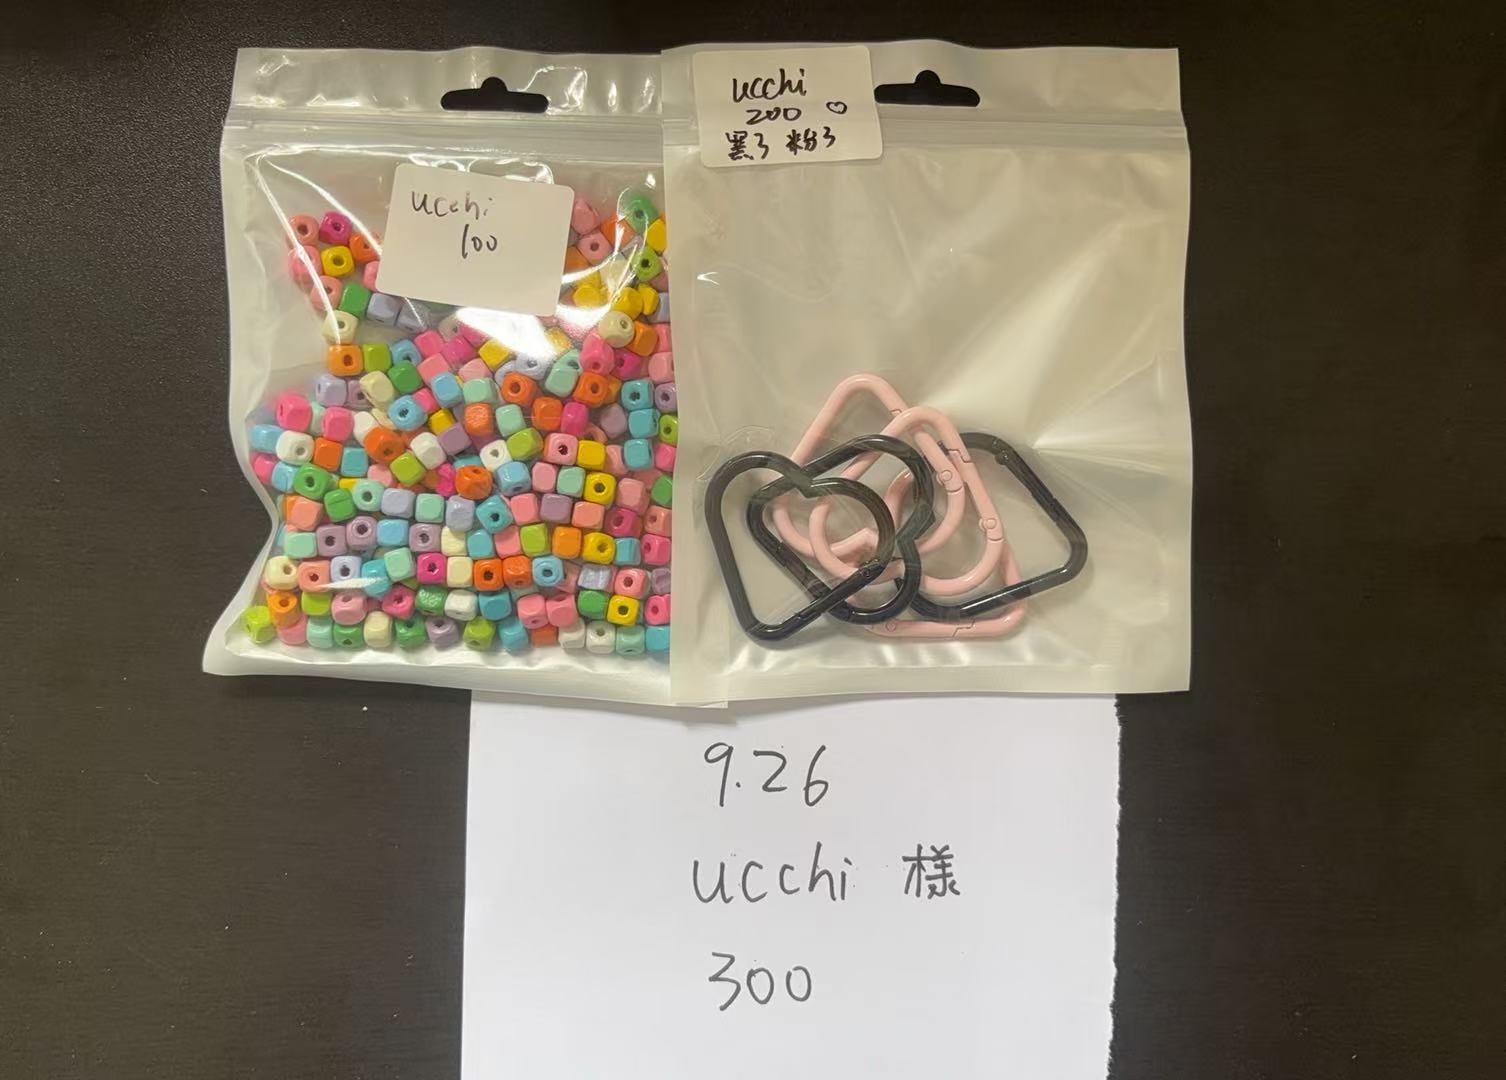 ucchi
100
ucchi
200 ♡
黑3 粉3
9.26
ucchi 様
300